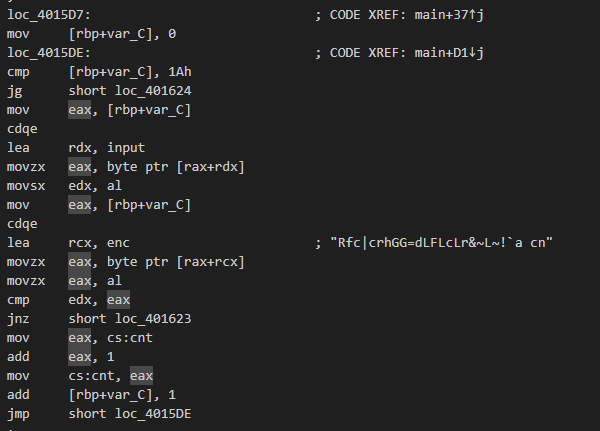 loc_4015D7: ; CODE XREF: main+37↑j
mov [rbp+var_C], 0
loc_4015DE: ; CODE XREF: main+D1↓j
cmp [rbp+var_C], 1Ah
jg short loc_401624
mov eax, [rbp+var_C]
cdqe
lea rdx, input
movzx eax, byte ptr [rax+rdx]
movsx edx, al
mov eax, [rbp+var_C]
cdqe
lea rcx, enc ; "Rfc|crhGG=dLFLcLr&~L~!`a cn"
movzx eax, byte ptr [rax+rcx]
movzx eax, al
cmp edx, eax
jnz short loc_401623
mov eax, cs:cnt
add eax, 1
mov cs:cnt, eax
add [rbp+var_C], 1
jmp short loc_4015DE